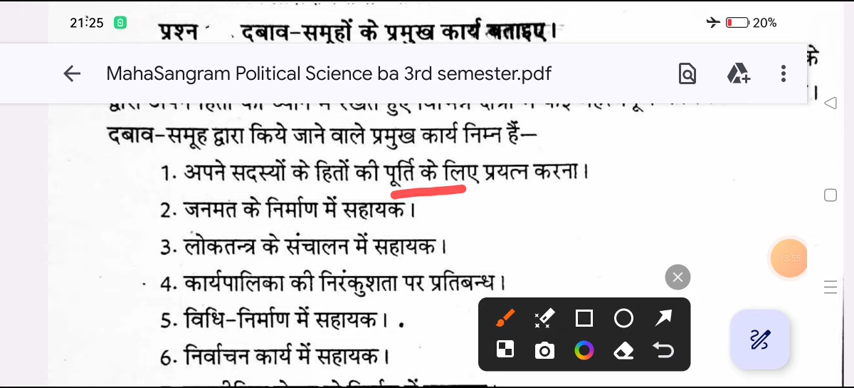 21:25
20%
प्रश्न दबाव-समूहों के प्रमुख कार्य बताइए।
के
MahaSangram Political Science ba 3rd semester.pdf
दबाव-समूह द्वारा किये जाने वाले प्रमुख कार्य निम्न हैं—
1. अपने सदस्यों के हितों की पूर्ति के लिए प्रयत्न करना।
2. जनमत के निर्माण में सहायक।
3. लोकतन्त्र के संचालन में सहायक।
4. कार्यपालिका की निरंकुशता पर प्रतिबन्ध।
5. विधि-निर्माण में सहायक।
6. निर्वाचन कार्य में सहायक।